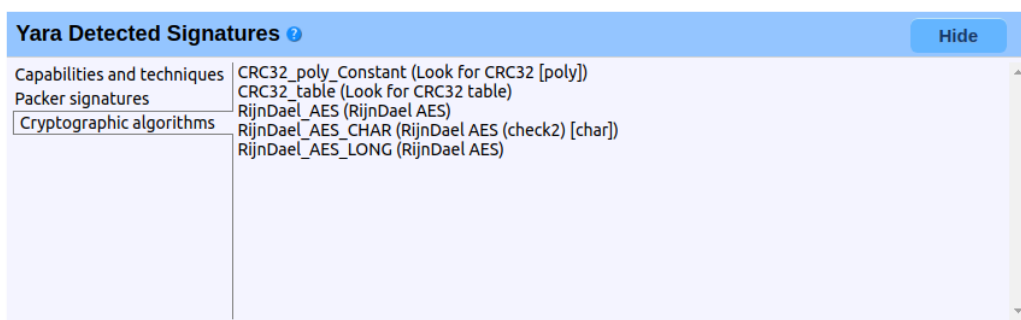 Yara Detected Signatures ?
Hide
Capabilities and techniques
Packer signatures
Cryptographic algorithms
CRC32_poly_Constant (Look for CRC32 [poly])
CRC32_table (Look for CRC32 table)
RijnDael_AES (RijnDael AES)
RijnDael_AES_CHAR (RijnDael AES (check2) [char])
RijnDael_AES_LONG (RijnDael AES)